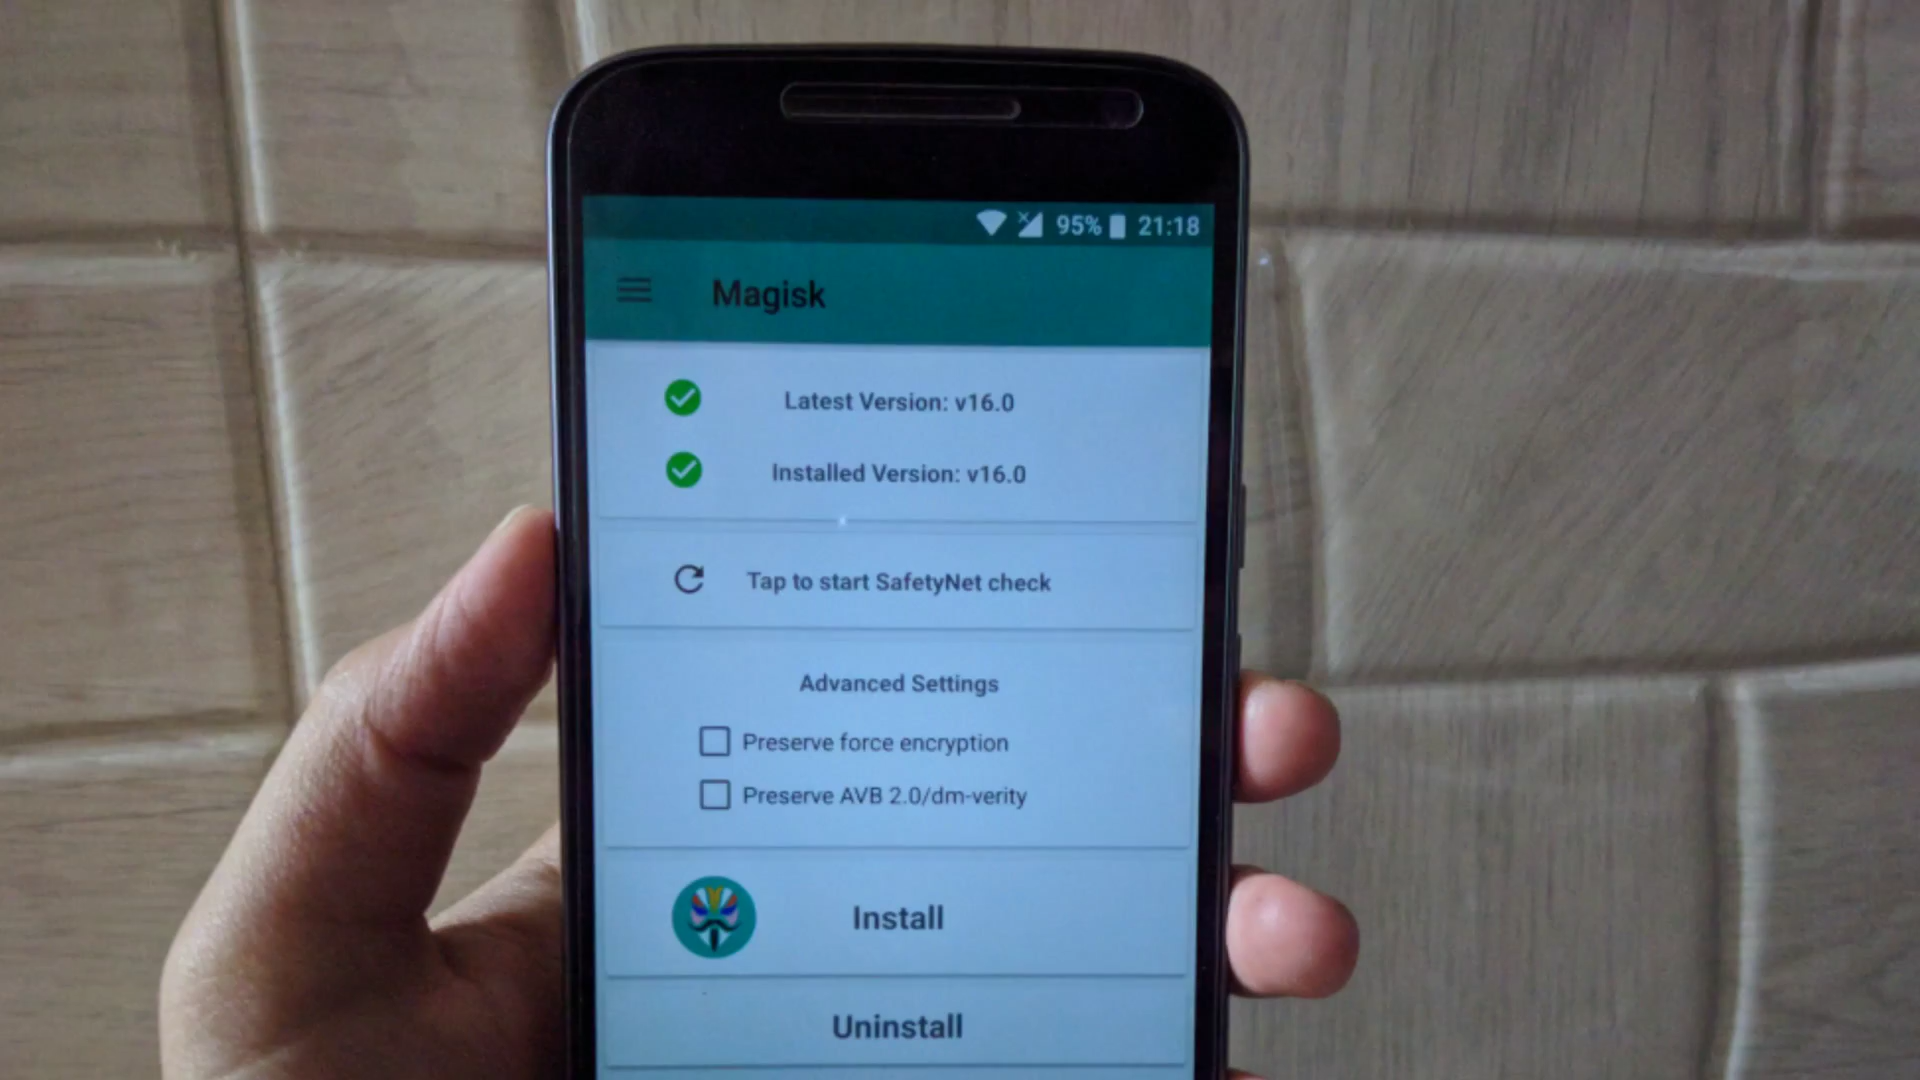 95% 21:18
Magisk
Latest Version: v16.0
Installed Version: v16.0
Tap to start SafetyNet check
Advanced Settings
Preserve force encryption
Preserve AVB 2.0/dm-verity
Install
Uninstall